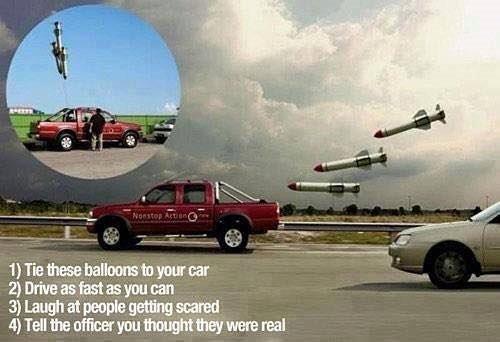 Nonstop Action
1) Tie these balloons to your car
2) Drive as fast as you can
3) Laugh at people getting scared
4) Tell the officer you thought they were real